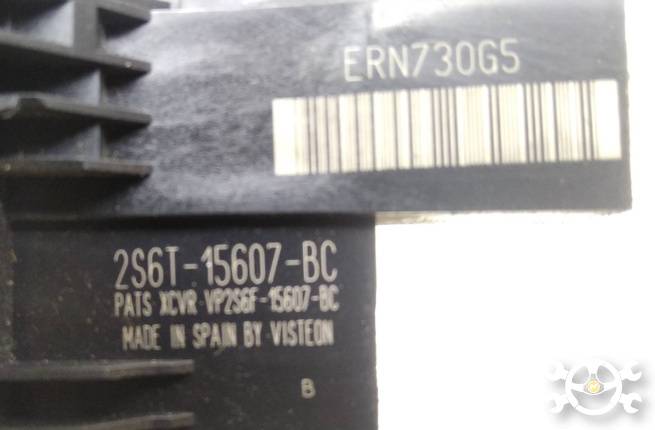 ERN730G5
2S6T-15607-BC
PATS XCVR VP2S6F-15607-BC
MADE IN SPAIN BY VISTEON
B